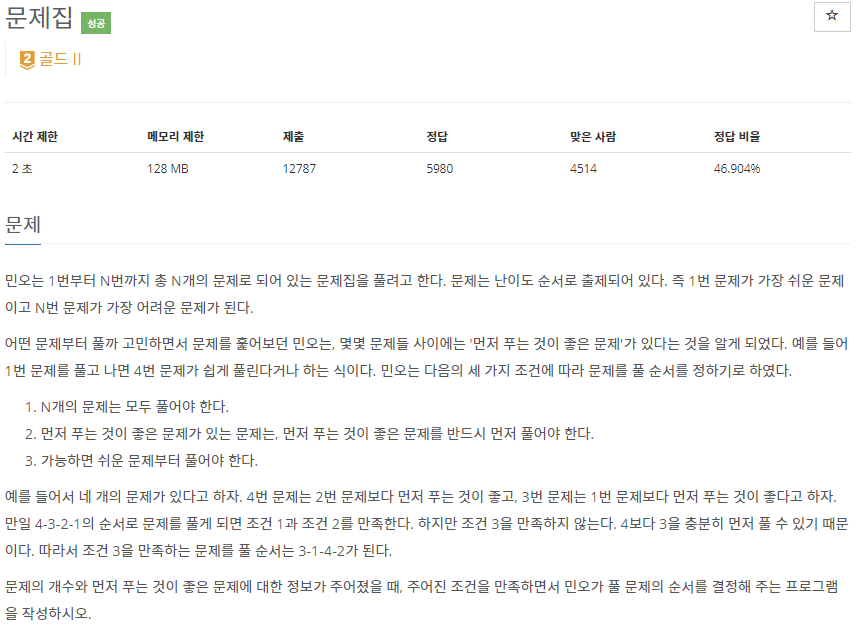 문제집 성공
☆
2 골드 II
시간 제한 메모리 제한 제출 정답 맞은 사람 정답 비율
2 초 128 MB 12787 5980 4514 46.904%
문제
민오는 1번부터 N번까지 총 N개의 문제로 되어 있는 문제집을 풀려고 한다. 문제는 난이도 순서로 출제되어 있다. 즉 1번 문제가 가장 쉬운 문제
이고 N번 문제가 가장 어려운 문제가 된다.
어떤 문제부터 풀까 고민하면서 문제를 훑어보던 민오는, 몇몇 문제들 사이에는 '먼저 푸는 것이 좋은 문제'가 있다는 것을 알게 되었다. 예를 들어
1번 문제를 풀고 나면 4번 문제가 쉽게 풀린다거나 하는 식이다. 민오는 다음의 세 가지 조건에 따라 문제를 풀 순서를 정하기로 하였다.
1. N개의 문제는 모두 풀어야 한다.
2. 먼저 푸는 것이 좋은 문제가 있는 문제는, 먼저 푸는 것이 좋은 문제를 반드시 먼저 풀어야 한다.
3. 가능하면 쉬운 문제부터 풀어야 한다.
예를 들어서 네 개의 문제가 있다고 하자. 4번 문제는 2번 문제보다 먼저 푸는 것이 좋고, 3번 문제는 1번 문제보다 먼저 푸는 것이 좋다고 하자.
만일 4-3-2-1의 순서로 문제를 풀게 되면 조건 1과 조건 2를 만족한다. 하지만 조건 3을 만족하지 않는다. 4보다 3을 충분히 먼저 풀 수 있기 때문
이다. 따라서 조건 3을 만족하는 문제를 풀 순서는 3-1-4-2가 된다.
문제의 개수와 먼저 푸는 것이 좋은 문제에 대한 정보가 주어졌을 때, 주어진 조건을 만족하면서 민오가 풀 문제의 순서를 결정해 주는 프로그램
을 작성하시오.